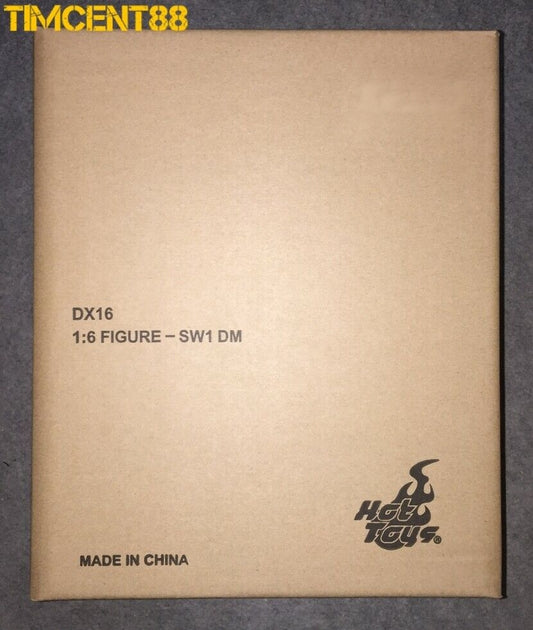 TIMCENT88
DX16
1:6 FIGURE – SW1 DM
Hot
Toys®
MADE IN CHINA